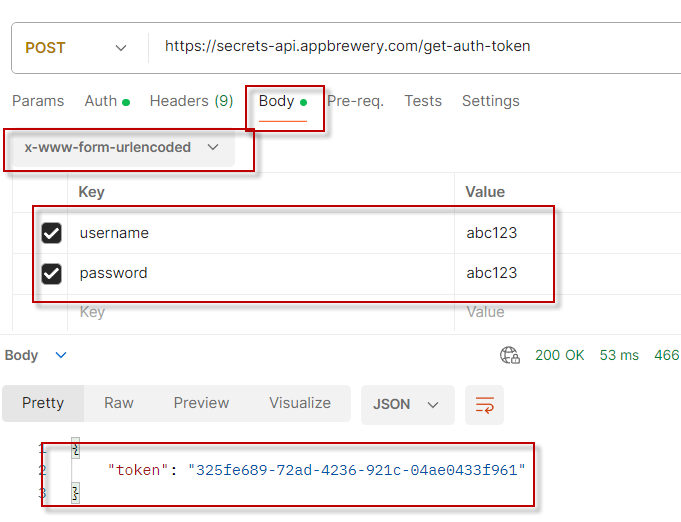 POST https://secrets-api.appbrewery.com/get-auth-token
Params Auth Headers (9) Body Pre-req. Tests Settings
x-www-form-urlencoded
Key Value
username abc123
password abc123
Key Value
Body 200 OK 53 ms 466
Pretty Raw Preview Visualize JSON
1 {
2 "token": "325fe689-72ad-4236-921c-04ae0433f961"
3 }